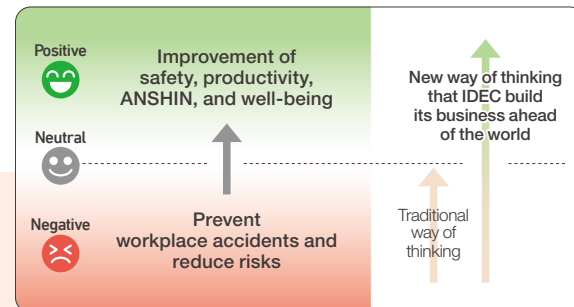 Positive
Improvement of
safety, productivity,
ANSHIN, and well-being
Neutral
Negative
Prevent
workplace accidents and
reduce risks
New way of thinking
that IDEC build
its business ahead
of the world
Traditional
way of
thinking